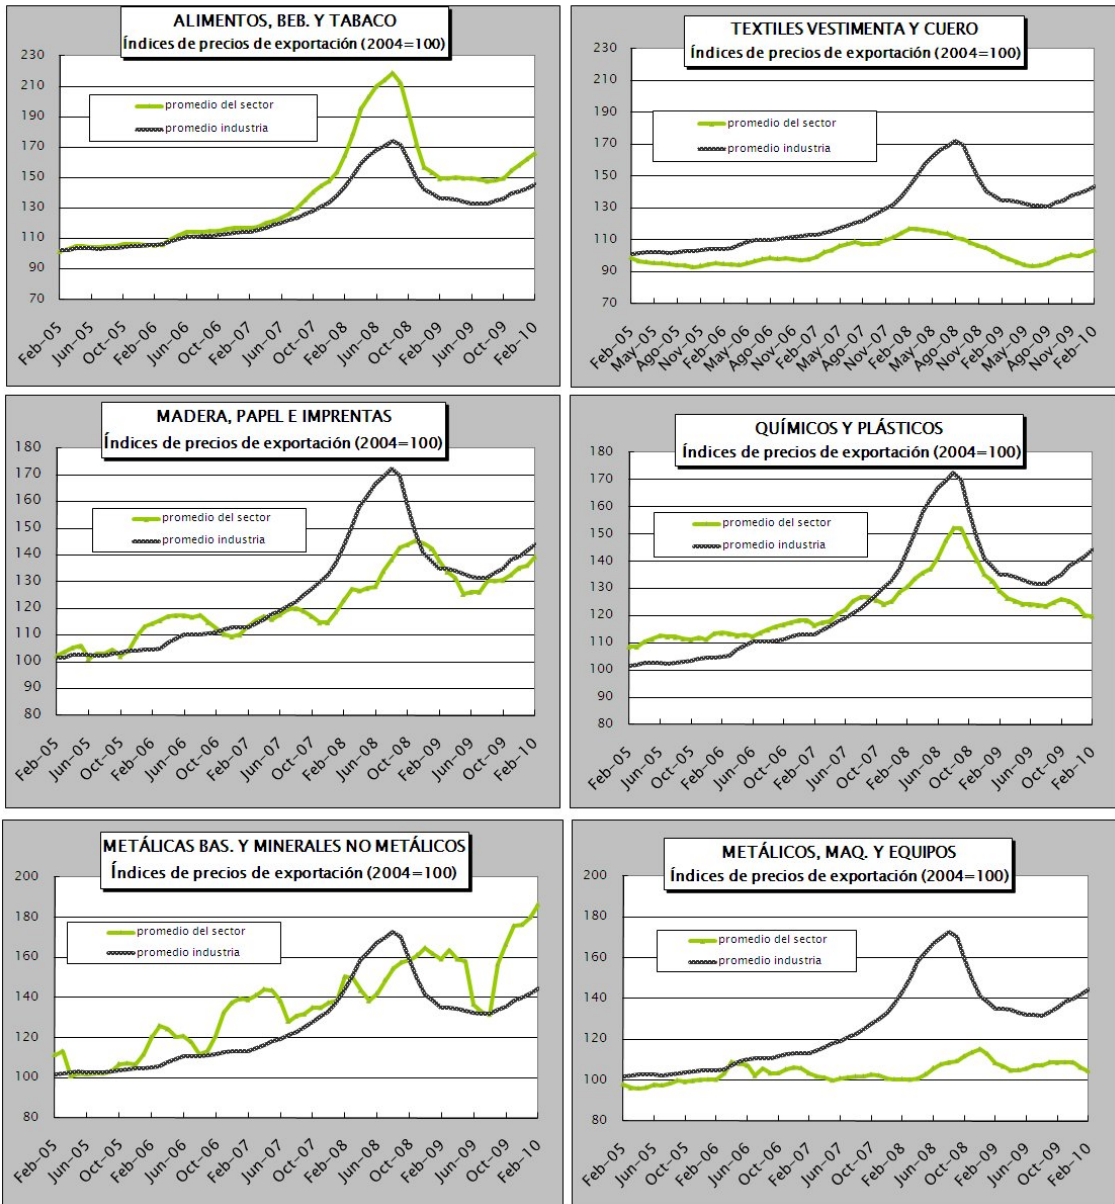 ALIMENTOS, BEB. Y TABACO
Índices de precios de exportación (2004=100)
230
210
190
170
150
130
110
90
70
promedio del sector
promedio industria
Feb-05
Jun-05
Oct-05
Feb-06
Jun-06
Oct-06
Feb-07
Jun-07
Oct-07
Feb-08
Jun-08
Oct-08
Feb-09
Jun-09
Oct-09
Feb-10
TEXTILES VESTIMENTA Y CUERO
Índices de precios de exportación (2004=100)
230
210
190
170
150
130
110
90
70
promedio del sector
promedio industria
Feb-05
May-05
Ago-05
Nov-05
Feb-06
May-06
Ago-06
Nov-06
Feb-07
May-07
Ago-07
Nov-07
Feb-08
May-08
Ago-08
Nov-08
Feb-09
May-09
Ago-09
Nov-09
Feb-10
MADERA, PAPEL E IMPRENTAS
Índices de precios de exportación (2004=100)
180
170
160
150
140
130
120
110
100
90
80
promedio del sector
promedio industria
Feb-05
Jun-05
Oct-05
Feb-06
Jun-06
Oct-06
Feb-07
Jun-07
Oct-07
Feb-08
Jun-08
Oct-08
Feb-09
Jun-09
Oct-09
Feb-10
QUÍMICOS Y PLÁSTICOS
Índices de precios de exportación (2004=100)
180
170
160
150
140
130
120
110
100
90
80
promedio del sector
promedio industria
Feb-05
Jun-05
Oct-05
Feb-06
Jun-06
Oct-06
Feb-07
Jun-07
Oct-07
Feb-08
Jun-08
Oct-08
Feb-09
Jun-09
Oct-09
Feb-10
METÁLICAS BAS. Y MINERALES NO METÁLICOS
Índices de precios de exportación (2004=100)
200
180
160
140
120
100
80
promedio del sector
promedio industria
Feb-05
Jun-05
Oct-05
Feb-06
Jun-06
Oct-06
Feb-07
Jun-07
Oct-07
Feb-08
Jun-08
Oct-08
Feb-09
Jun-09
Oct-09
Feb-10
METÁLICOS, MAQ. Y EQUIPOS
Índices de precios de exportación (2004=100)
200
180
160
140
120
100
80
promedio del sector
promedio industria
Feb-05
Jun-05
Oct-05
Feb-06
Jun-06
Oct-06
Feb-07
Jun-07
Oct-07
Feb-08
Jun-08
Oct-08
Feb-09
Jun-09
Oct-09
Feb-10